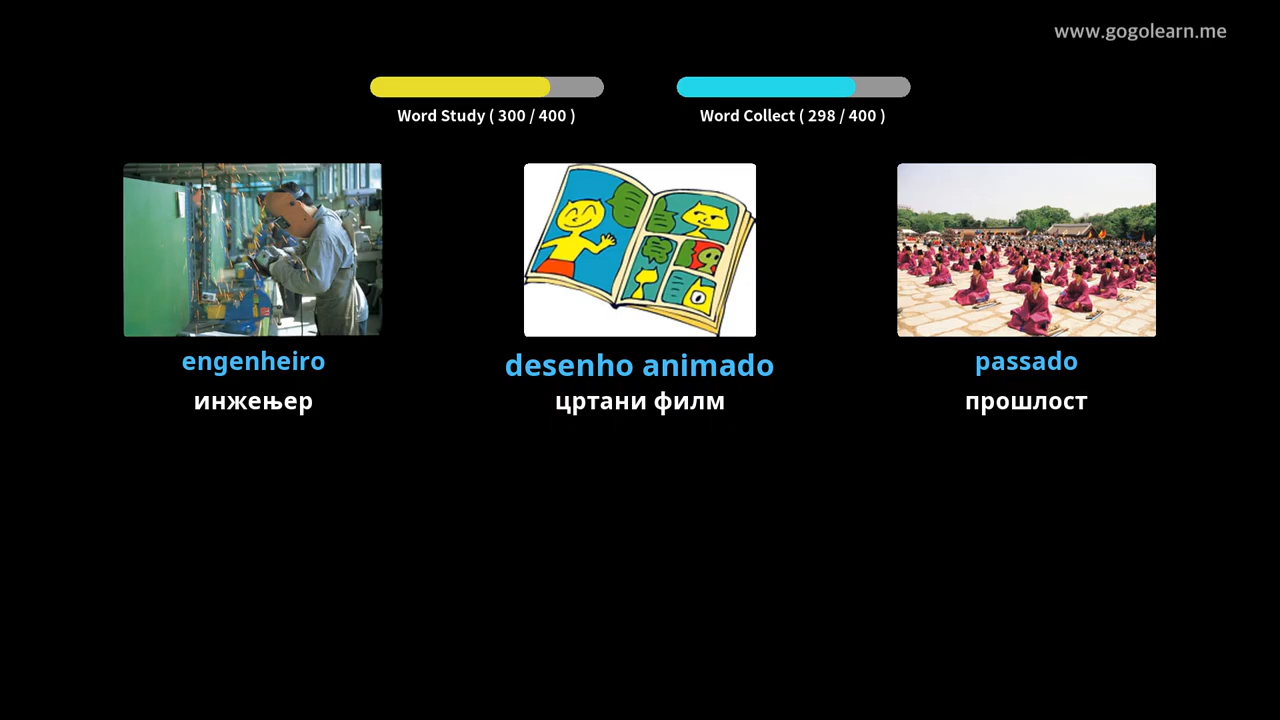 www.gogolearn.me
Word Study ( 300 / 400 )
Word Collect ( 298 / 400 )
engenheiro
desenho animado
passado
инжењер
цртани филм
прошлост